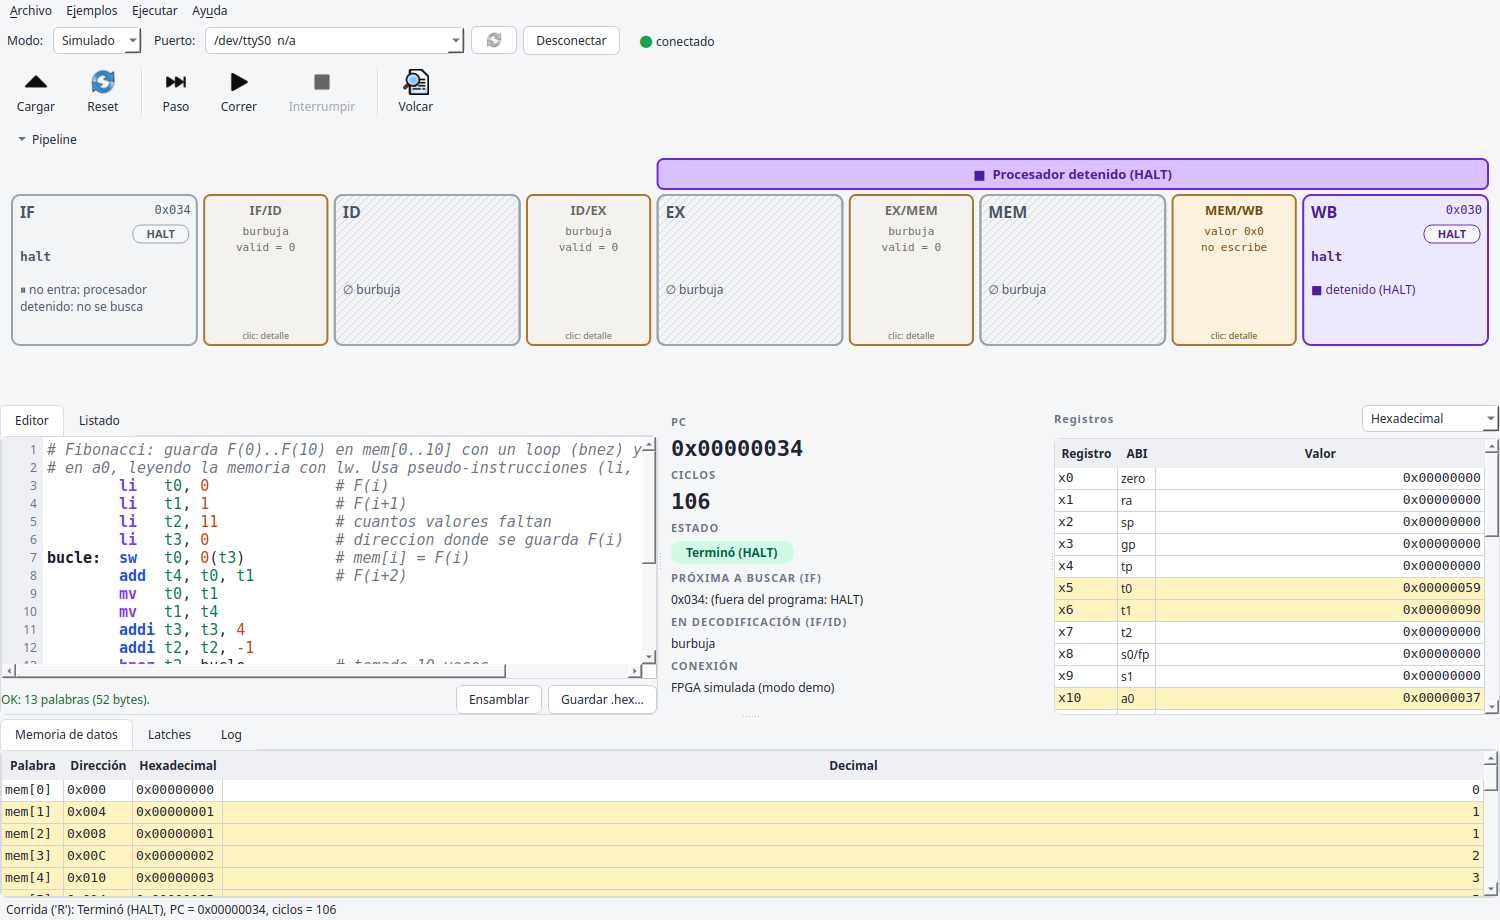 Archivo Ejemplos Ejecutar Ayuda
Modo: Simulado Puerto: /dev/ttyS0 n/a Desconectar conectado
Cargar Reset Paso Correr Interrumpir Volcar
Pipeline
■ Procesador detenido (HALT)
IF 0x034
HALT
halt
no entra: procesador
detenido: no se busca
IF/ID
burbuja
valid = 0
clic: detalle
ID
∅ burbuja
ID/EX
burbuja
valid = 0
clic: detalle
EX
∅ burbuja
EX/MEM
burbuja
valid = 0
clic: detalle
MEM
∅ burbuja
MEM/WB
valor 0x0
no escribe
clic: detalle
WB 0x030
HALT
halt
■ detenido (HALT)
Editor Listado
1 # Fibonacci: guarda F(0)..F(10) en mem[0..10] con un loop (bnez) y
2 # en a0, leyendo la memoria con lw. Usa pseudo-instrucciones (li,
3 li t0, 0 # F(i)
4 li t1, 1 # F(i+1)
5 li t2, 11 # cuantos valores faltan
6 li t3, 0 # direccion donde se guarda F(i)
7 bucle: sw t0, 0(t3) # mem[i] = F(i)
8 add t4, t0, t1 # F(i+2)
9 mv t0, t1
10 mv t1, t4
11 addi t3, t3, 4
12 addi t2, t2, -1
OK: 13 palabras (52 bytes). Ensamblar Guardar .hex...
PC
0x00000034
CICLOS
106
ESTADO
Terminó (HALT)
PRÓXIMA A BUSCAR (IF)
0x034: (fuera del programa: HALT)
EN DECODIFICACIÓN (IF/ID)
burbuja
CONEXIÓN
FPGA simulada (modo demo)
Registros Hexadecimal
Registro ABI Valor
x0 zero 0x00000000
x1 ra 0x00000000
x2 sp 0x00000000
x3 gp 0x00000000
x4 tp 0x00000000
x5 t0 0x00000059
x6 t1 0x00000090
x7 t2 0x00000000
x8 s0/fp 0x00000000
x9 s1 0x00000000
x10 a0 0x00000037
Memoria de datos Latches Log
Palabra Dirección Hexadecimal Decimal
mem[0] 0x000 0x00000000 0
mem[1] 0x004 0x00000001 1
mem[2] 0x008 0x00000001 1
mem[3] 0x00C 0x00000002 2
mem[4] 0x010 0x00000003 3
Corrida ('R'): Terminó (HALT), PC = 0x00000034, ciclos = 106